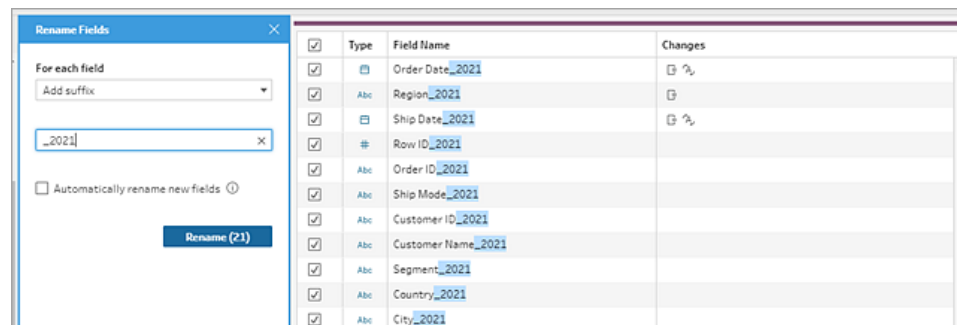 Rename Fields
For each field
Add suffix
_2021
Automatically rename new fields
Rename (21)
Type Field Name Changes
Order Date_2021
Abc Region_2021
Ship Date_2021
# Row ID_2021
Abc Order ID_2021
Abc Ship Mode_2021
Abc Customer ID_2021
Abc Customer Name_2021
Abc Segment_2021
Abc Country_2021
Abc City_2021